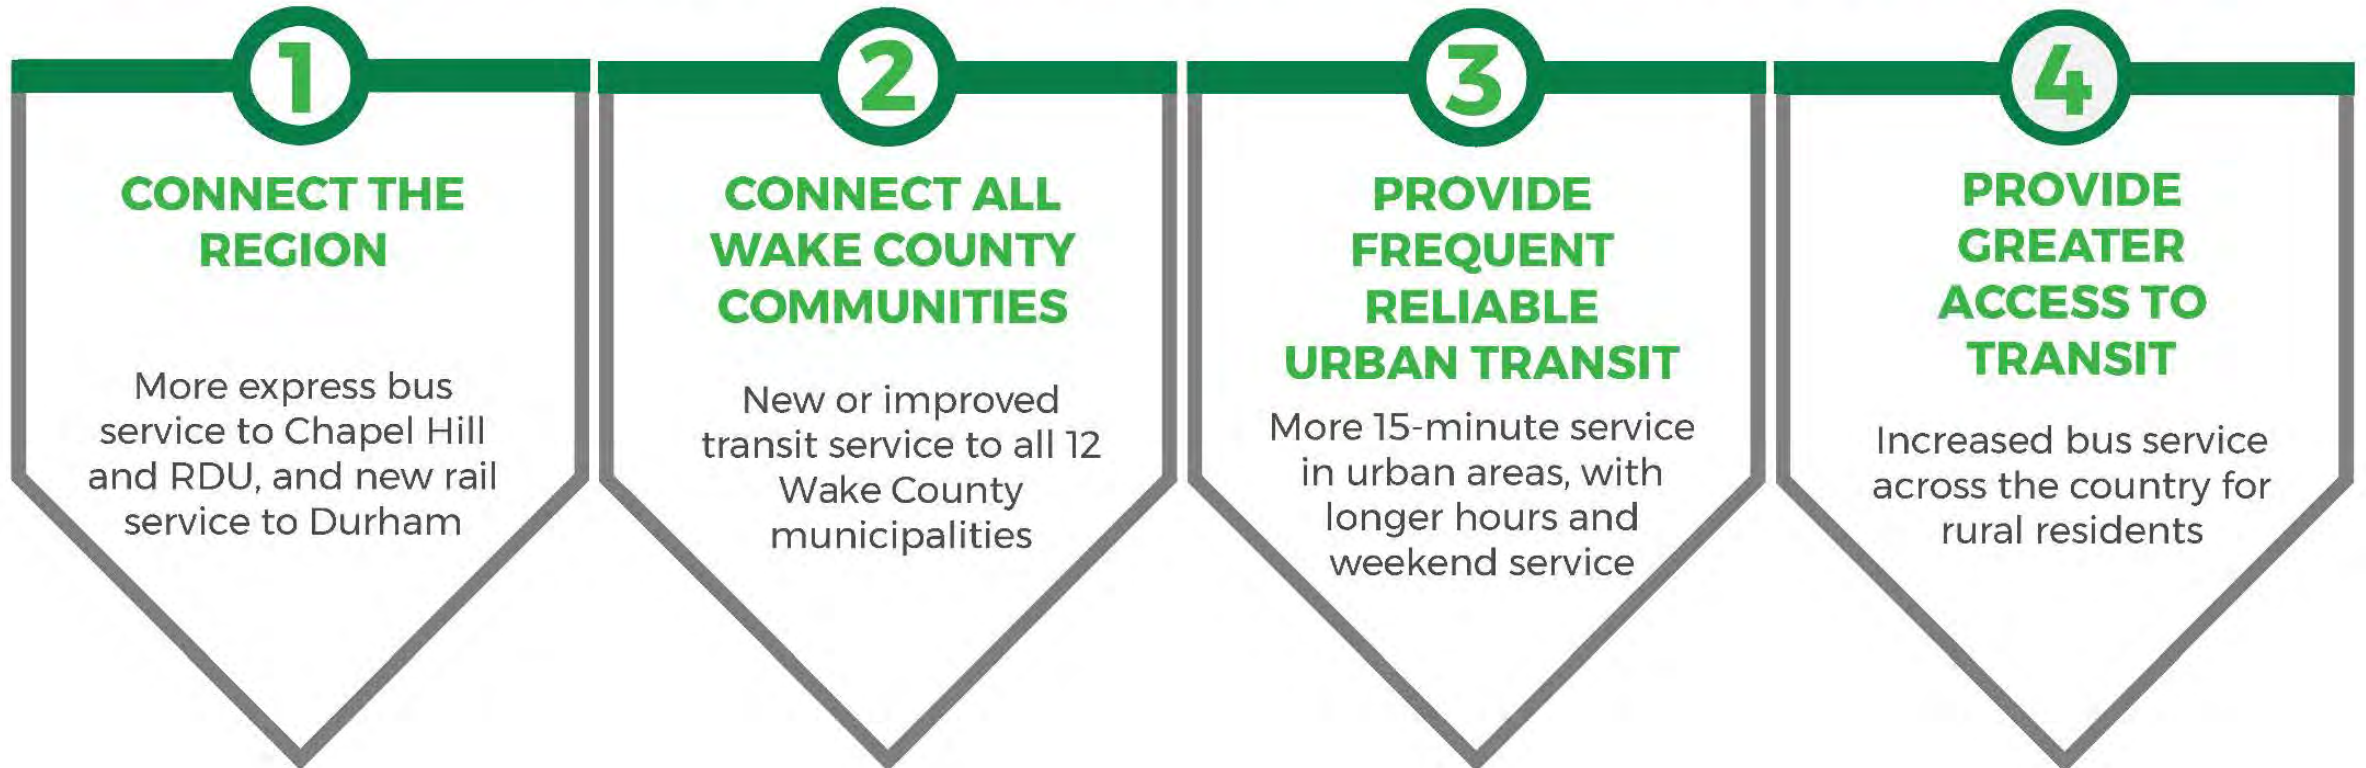 1
CONNECT THE
REGION
More express bus
service to Chapel Hill
and RDU, and new rail
service to Durham
2
CONNECT ALL
WAKE COUNTY
COMMUNITIES
New or improved
transit service to all 12
Wake County
municipalities
3
PROVIDE
FREQUENT
RELIABLE
URBAN TRANSIT
More 15-minute service
in urban areas, with
longer hours and
weekend service
4
PROVIDE
GREATER
ACCESS TO
TRANSIT
Increased bus service
across the country for
rural residents